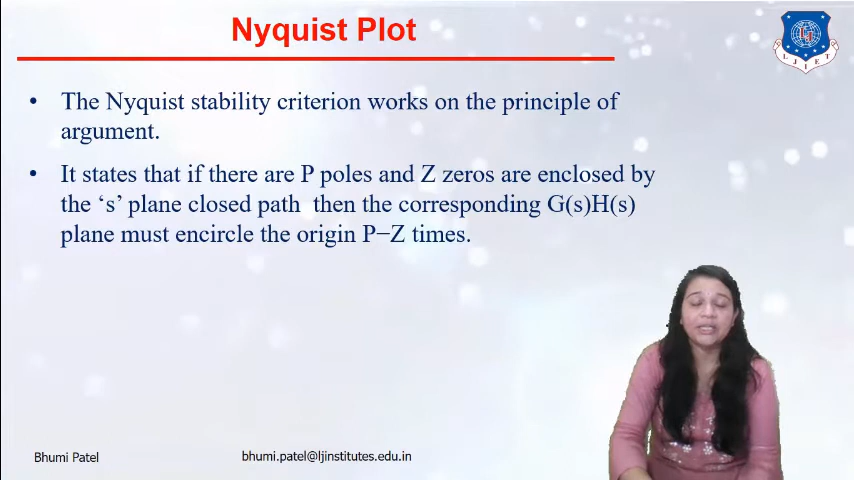 Nyquist Plot
LJIET
• The Nyquist stability criterion works on the principle of
argument.
• It states that if there are P poles and Z zeros are enclosed by
the ‘s’ plane closed path then the corresponding G(s)H(s)
plane must encircle the origin P−Z times.
Bhumi Patel
bhumi.patel@ljinstitutes.edu.in